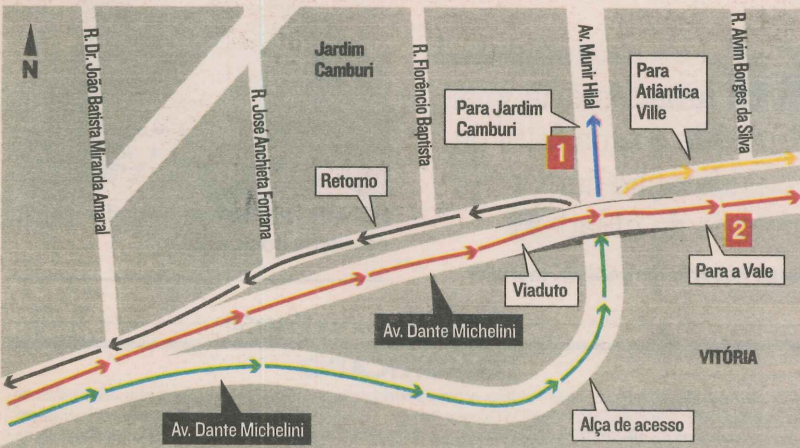 N
R. Dr. João Batista Miranda Amaral
R. José Anchieta Fontana
Jardim
Camburi
R. Florêncio Baptista
Av. Munir Hilal
R. Alvim Borges da Silva
Para
Atlântica
Ville
Para Jardim
Camburi
1
Retorno
2
Para a Vale
Viaduto
Av. Dante Michelini
VITÓRIA
Av. Dante Michelini
Alça de acesso